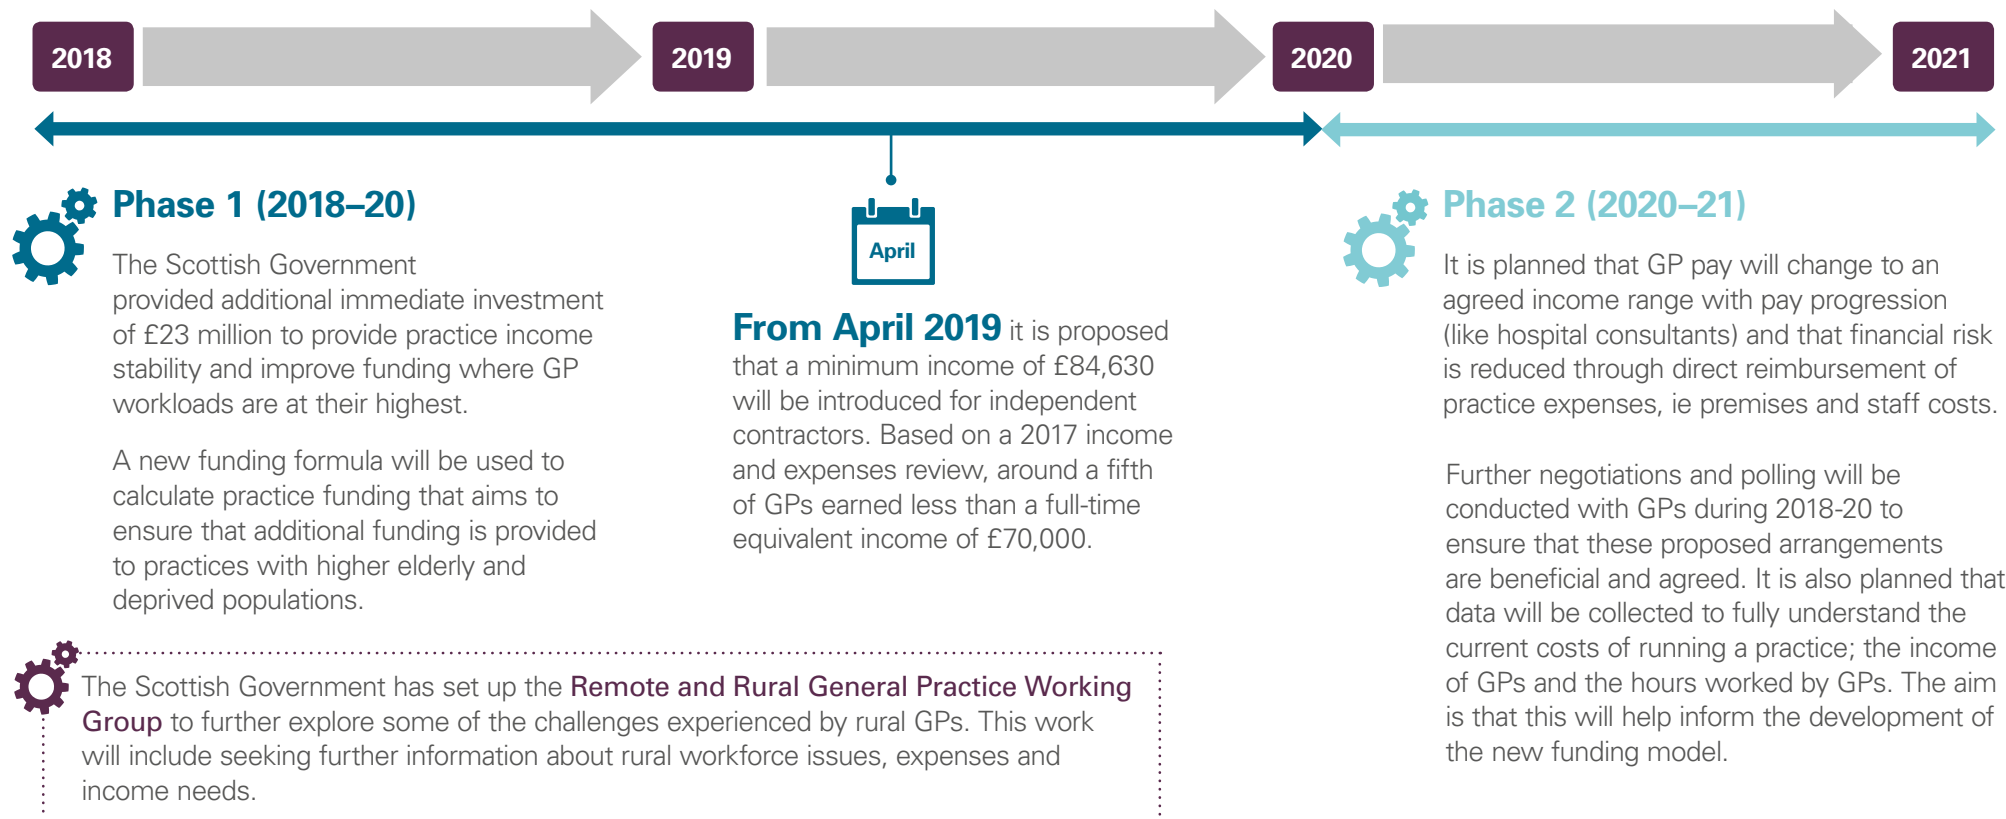 2018
2019
2020
2021
Phase 1 (2018–20)
The Scottish Government
provided additional immediate investment
of £23 million to provide practice income
stability and improve funding where GP
workloads are at their highest.
A new funding formula will be used to
calculate practice funding that aims to
ensure that additional funding is provided
to practices with higher elderly and
deprived populations.
April
From April 2019 it is proposed
that a minimum income of £84,630
will be introduced for independent
contractors. Based on a 2017 income
and expenses review, around a fifth
of GPs earned less than a full-time
equivalent income of £70,000.
Phase 2 (2020–21)
It is planned that GP pay will change to an
agreed income range with pay progression
(like hospital consultants) and that financial risk
is reduced through direct reimbursement of
practice expenses, ie premises and staff costs.
Further negotiations and polling will be
conducted with GPs during 2018-20 to
ensure that these proposed arrangements
are beneficial and agreed. It is also planned that
data will be collected to fully understand the
current costs of running a practice; the income
of GPs and the hours worked by GPs. The aim
is that this will help inform the development of
the new funding model.
The Scottish Government has set up the Remote and Rural General Practice Working
Group to further explore some of the challenges experienced by rural GPs. This work
will include seeking further information about rural workforce issues, expenses and
income needs.